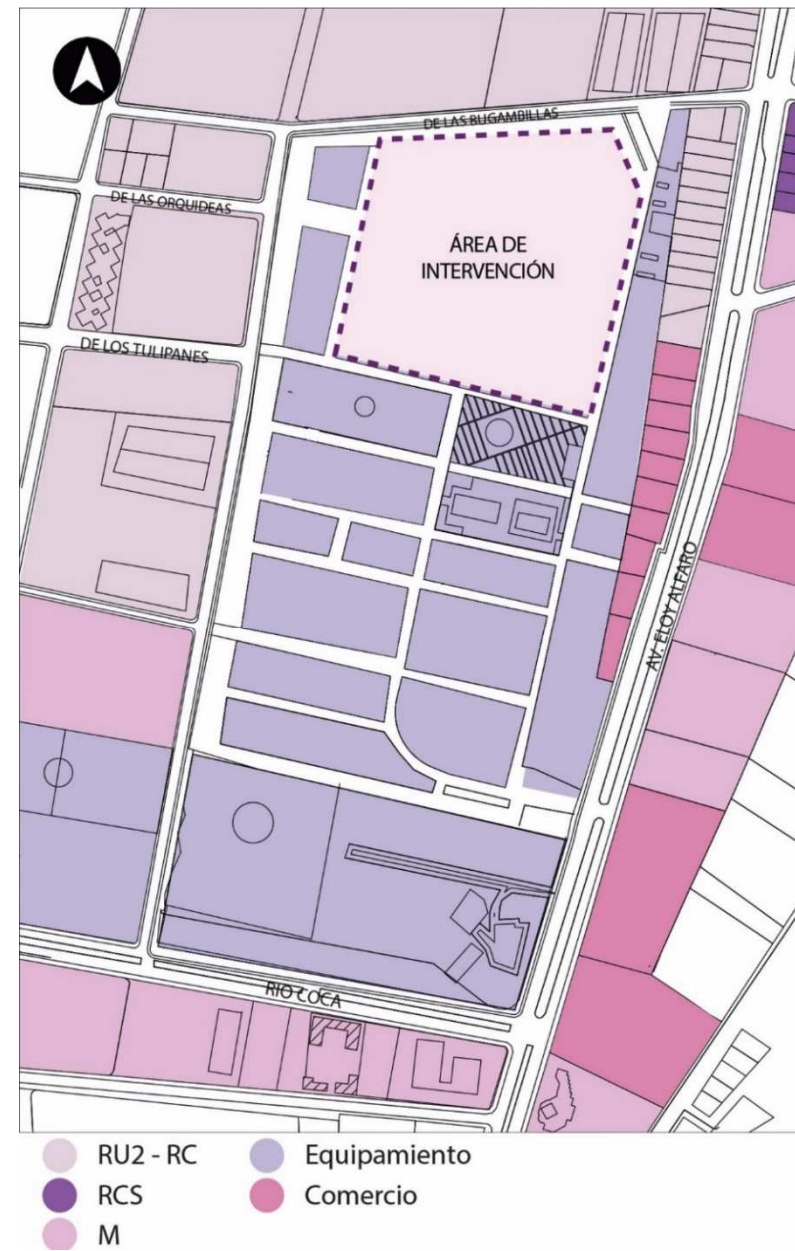 DE LAS BUGAMBILLAS
DE LAS ORQUIDEAS
ÁREA DE
INTERVENCIÓN
DE LOS TULIPANES
AV. ELOY ALFARO
RIO COCA
RU2 - RC
Equipamiento
RCS
Comercio
M